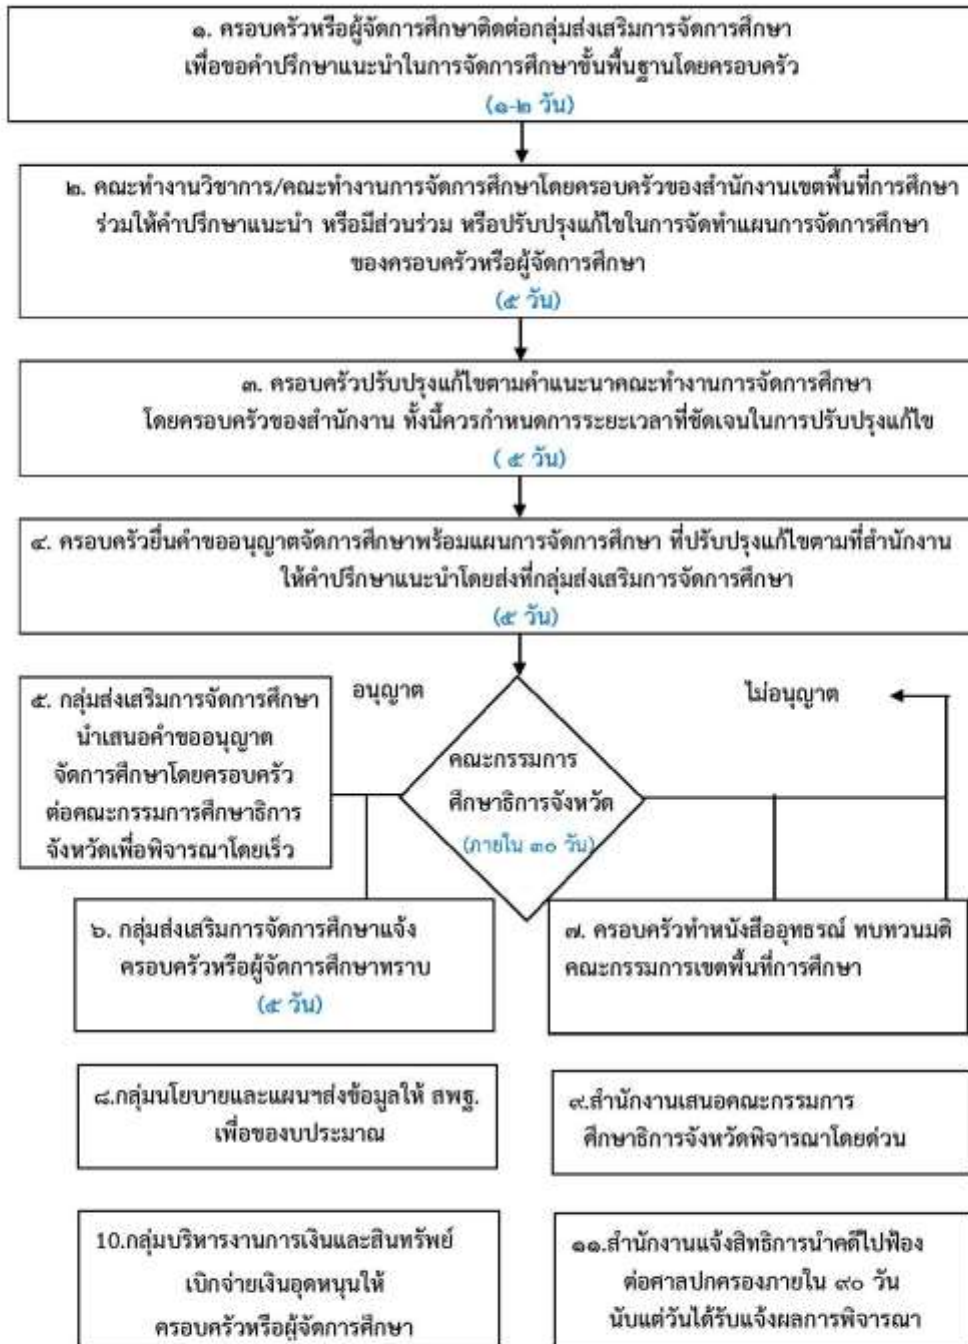 ๑. ครอบครัวหรือผู้จัดการศึกษาติดต่อกลุ่มส่งเสริมการจัดการศึกษา
เพื่อขอคำปรึกษาแนะนำในการจัดการศึกษาขั้นพื้นฐานโดยครอบครัว
(๑-๒ วัน)
๒. คณะทำงานวิชาการ/คณะทำงานการจัดการศึกษาโดยครอบครัวของสำนักงานเขตพื้นที่การศึกษา
ร่วมให้คำปรึกษาแนะนำ หรือมีส่วนร่วม หรือปรับปรุงแก้ไขในการจัดทำแผนการจัดการศึกษา
ของครอบครัวหรือผู้จัดการศึกษา
(๕ วัน)
๓. ครอบครัวปรับปรุงแก้ไขตามคำแนะนาคณะทำงานการจัดการศึกษา
โดยครอบครัวของสำนักงาน ทั้งนี้ควรกำหนดการระยะเวลาที่ชัดเจนในการปรับปรุงแก้ไข
( ๕ วัน)
๔. ครอบครัวยื่นคำขออนุญาตจัดการศึกษาพร้อมแผนการจัดการศึกษา ที่ปรับปรุงแก้ไขตามที่สำนักงาน
ให้คำปรึกษาแนะนำโดยส่งที่กลุ่มส่งเสริมการจัดการศึกษา
(๕ วัน)
๕. กลุ่มส่งเสริมการจัดการศึกษา
นำเสนอคำขออนุญาต
จัดการศึกษาโดยครอบครัว
ต่อคณะกรรมการศึกษาธิการ
จังหวัดเพื่อพิจารณาโดยเร็ว
อนุญาต
ไม่อนุญาต
คณะกรรมการ
ศึกษาธิการจังหวัด
(ภายใน ๓๐ วัน)
๖. กลุ่มส่งเสริมการจัดการศึกษาแจ้ง
ครอบครัวหรือผู้จัดการศึกษาทราบ
(๕ วัน)
๗. ครอบครัวทำหนังสืออุทธรณ์ ทบทวนมติ
คณะกรรมการเขตพื้นที่การศึกษา
๘.กลุ่มนโยบายและแผนฯส่งข้อมูลให้ สพฐ.
เพื่อของบประมาณ
๙.สำนักงานเสนอคณะกรรมการ
ศึกษาธิการจังหวัดพิจารณาโดยด่วน
10.กลุ่มบริหารงานการเงินและสินทรัพย์
เบิกจ่ายเงินอุดหนุนให้
ครอบครัวหรือผู้จัดการศึกษา
๑๑.สำนักงานแจ้งสิทธิการนำคดีไปฟ้อง
ต่อศาลปกครองภายใน ๙๐ วัน
นับแต่วันได้รับแจ้งผลการพิจารณา